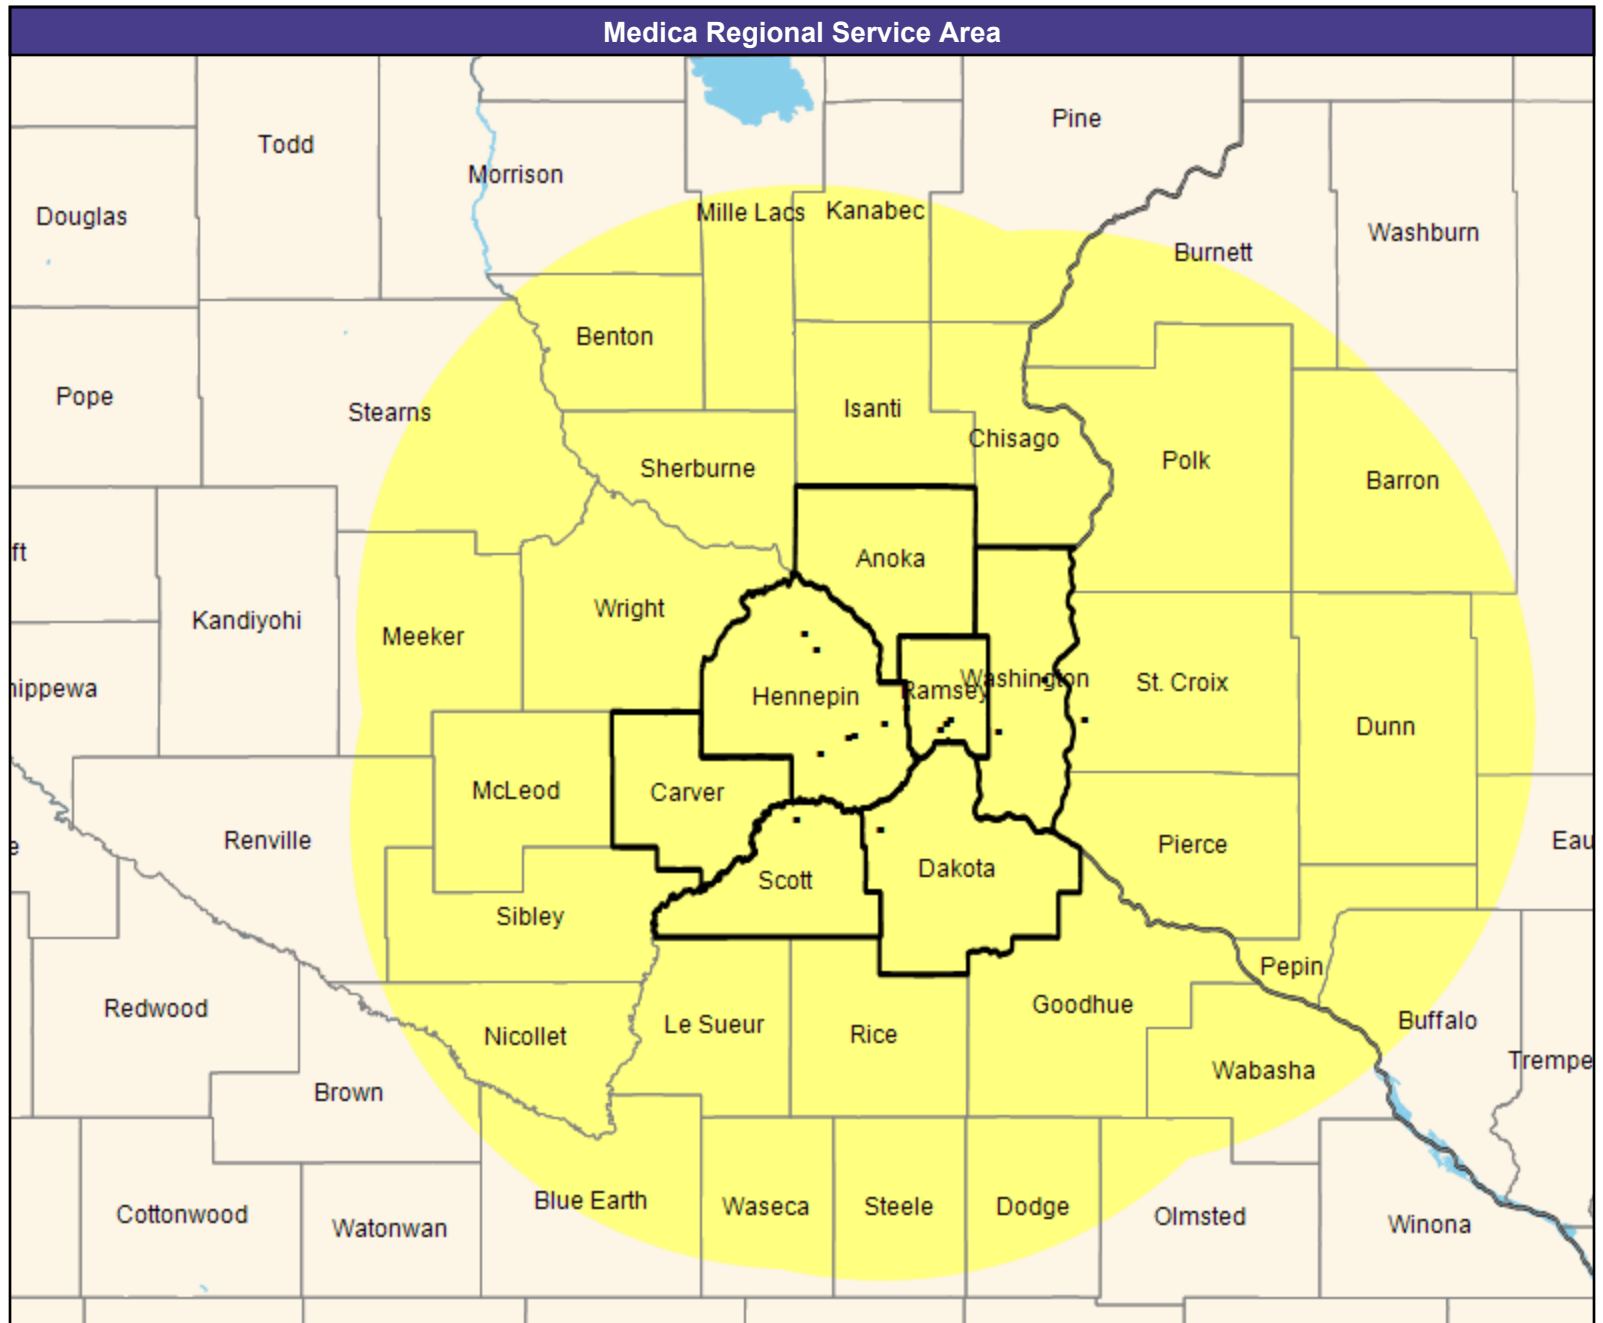 Medica Regional Service Area
Pine
Todd
Morrison
Mille Lacs
Kanabec
Douglas
Washburn
Burnett
Benton
Pope
Stearns
Isanti
Chisago
Sherburne
Polk
Barron
ft
Anoka
Kandiyohi
Meeker
Wright
hippewa
Hennepin
Ramsey
Washington
St. Croix
Dunn
McLeod
Carver
Renville
e
Pierce
Eau
Scott
Dakota
Sibley
Pepin
Redwood
Nicollet
Le Sueur
Rice
Goodhue
Buffalo
Trempe
Wabasha
Brown
Blue Earth
Waseca
Steele
Dodge
Olmsted
Cottonwood
Watonwan
Winona